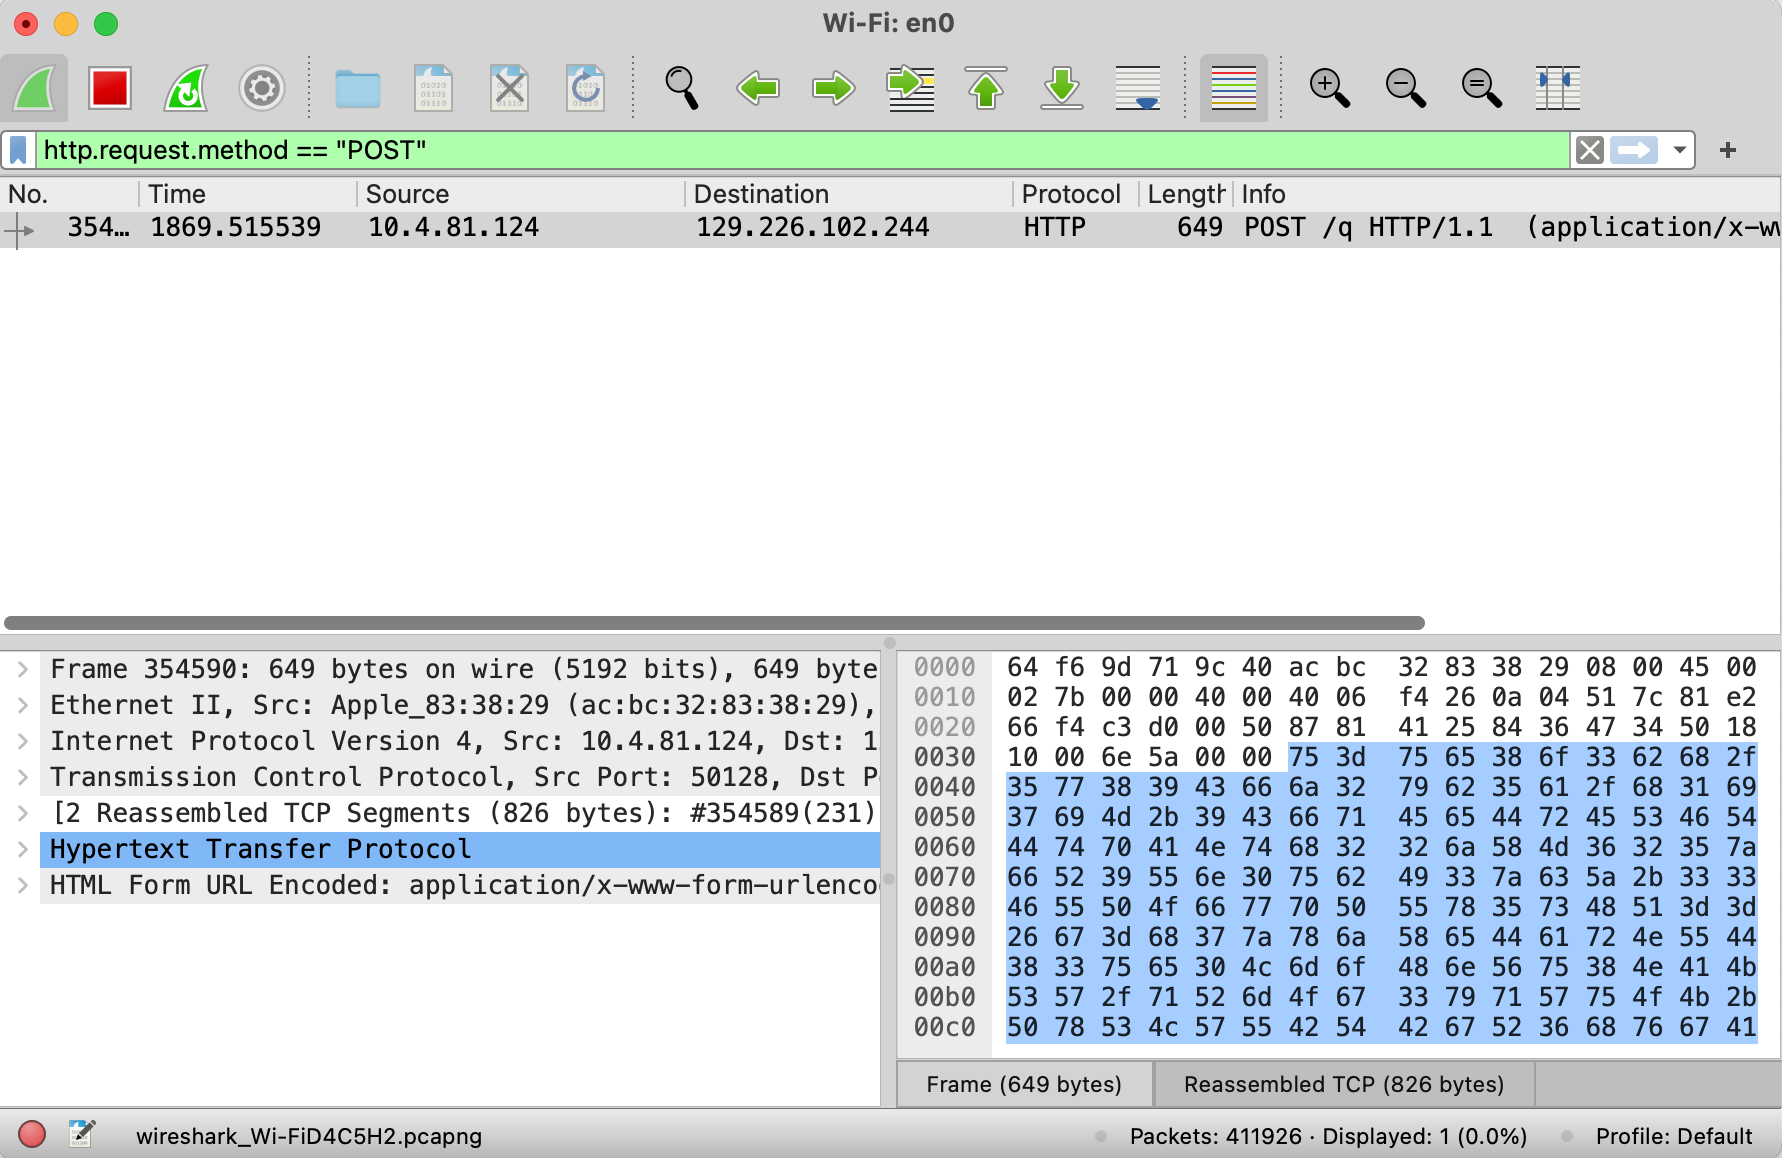 Wi-Fi: en0
http.request.method == "POST"
No. Time Source Destination Protocol Length Info
354… 1869.515539 10.4.81.124 129.226.102.244 HTTP 649 POST /q HTTP/1.1 (application/x-ww
Frame 354590: 649 bytes on wire (5192 bits), 649 byte
Ethernet II, Src: Apple_83:38:29 (ac:bc:32:83:38:29),
Internet Protocol Version 4, Src: 10.4.81.124, Dst: 1
Transmission Control Protocol, Src Port: 50128, Dst P
[2 Reassembled TCP Segments (826 bytes): #354589(231)
Hypertext Transfer Protocol
HTML Form URL Encoded: application/x-www-form-urlenco
0000 64 f6 9d 71 9c 40 ac bc 32 83 38 29 08 00 45 00
0010 02 7b 00 00 40 00 40 06 f4 26 0a 04 51 7c 81 e2
0020 66 f4 c3 d0 00 50 87 81 41 25 84 36 47 34 50 18
0030 10 00 6e 5a 00 00 75 3d 75 65 38 6f 33 62 68 2f
0040 35 77 38 39 43 66 6a 32 79 62 35 61 2f 68 31 69
0050 37 69 4d 2b 39 43 66 71 45 65 44 72 45 53 46 54
0060 44 74 70 41 4e 74 68 32 32 6a 58 4d 36 32 35 7a
0070 66 52 39 55 6e 30 75 62 49 33 7a 63 5a 2b 33 33
0080 46 55 50 4f 66 77 70 50 55 78 35 73 48 51 3d 3d
0090 26 67 3d 68 37 7a 78 6a 58 65 44 61 72 4e 55 44
00a0 38 33 75 65 30 4c 6d 6f 48 6e 56 75 38 4e 41 4b
00b0 53 57 2f 71 52 6d 4f 67 33 79 71 57 75 4f 4b 2b
00c0 50 78 53 4c 57 55 42 54 42 67 52 36 68 76 67 41
Frame (649 bytes) Reassembled TCP (826 bytes)
wireshark_Wi-FiD4C5H2.pcapng Packets: 411926 · Displayed: 1 (0.0%) Profile: Default